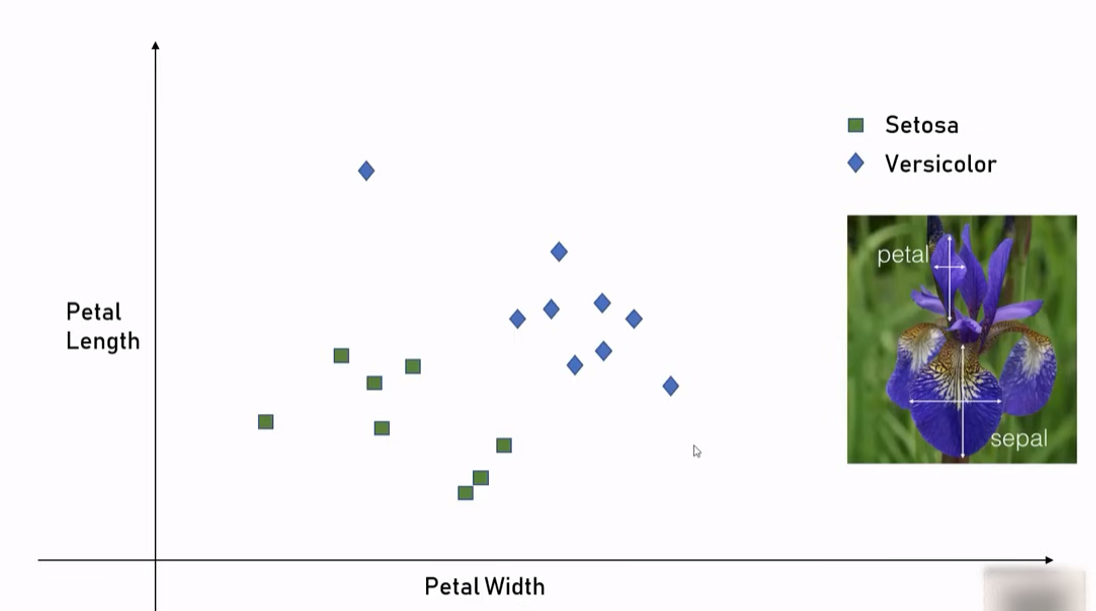 Setosa
Versicolor
petal
Petal
Length
sepal
Petal Width